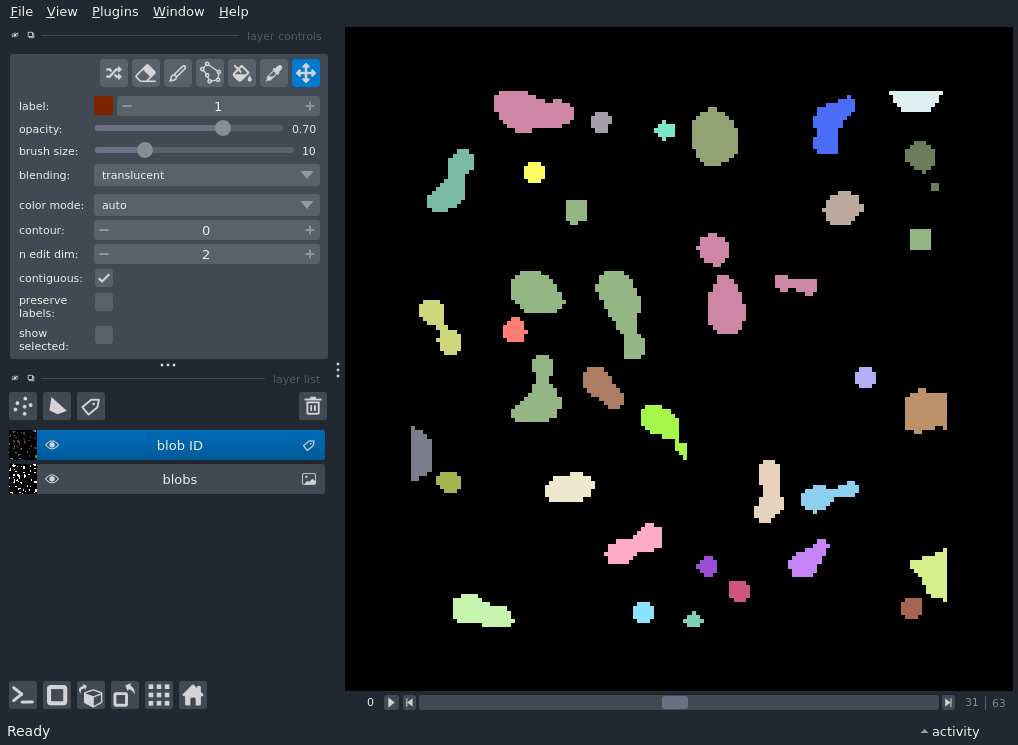 File View Plugins Window Help
layer controls
label: 1
opacity: 0.70
brush size: 10
blending: translucent
color mode: auto
contour: 0
n edit dim: 2
contiguous:
preserve
labels:
show
selected:
layer list
blob ID
blobs
0 31 63
Ready activity